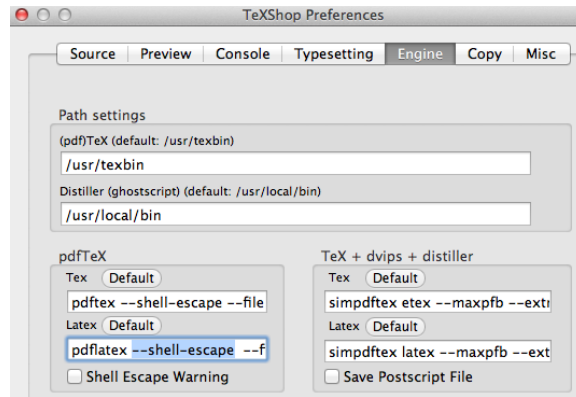 TeXShop Preferences
Source Preview Console Typesetting Engine Copy Misc
Path settings
(pdf)TeX (default: /usr/texbin)
/usr/texbin
Distiller (ghostscript) (default: /usr/local/bin)
/usr/local/bin
pdfTeX
Tex Default
pdftex --shell-escape --file
Latex Default
pdflatex --shell-escape --f
Shell Escape Warning
TeX + dvips + distiller
Tex Default
simpdftex etex --maxpfb --extr
Latex Default
simpdftex latex --maxpfb --ext
Save Postscript File